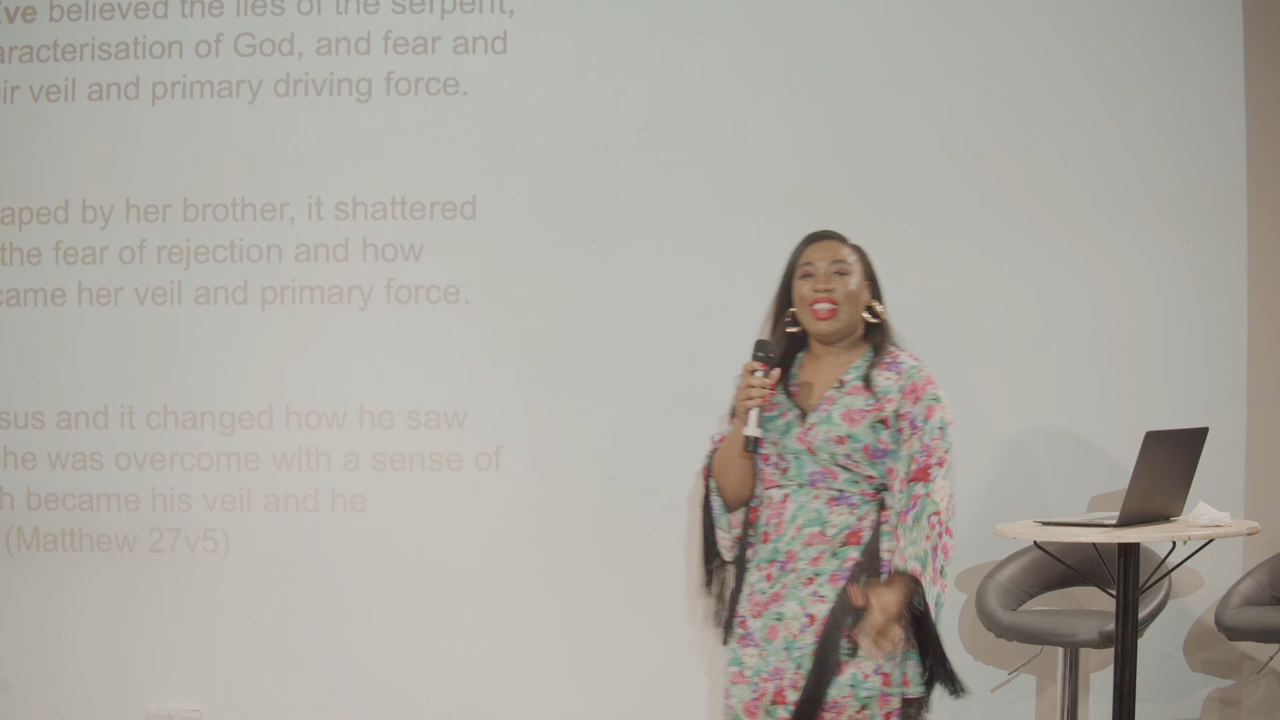 ve believed the lies of the serpent,
aracterisation of God, and fear and
ir veil and primary driving force.
aped by her brother, it shattered
the fear of rejection and how
came her veil and primary force.
sus and it changed how he saw
he was overcome with a sense of
h became his veil and he
(Matthew 27v5)